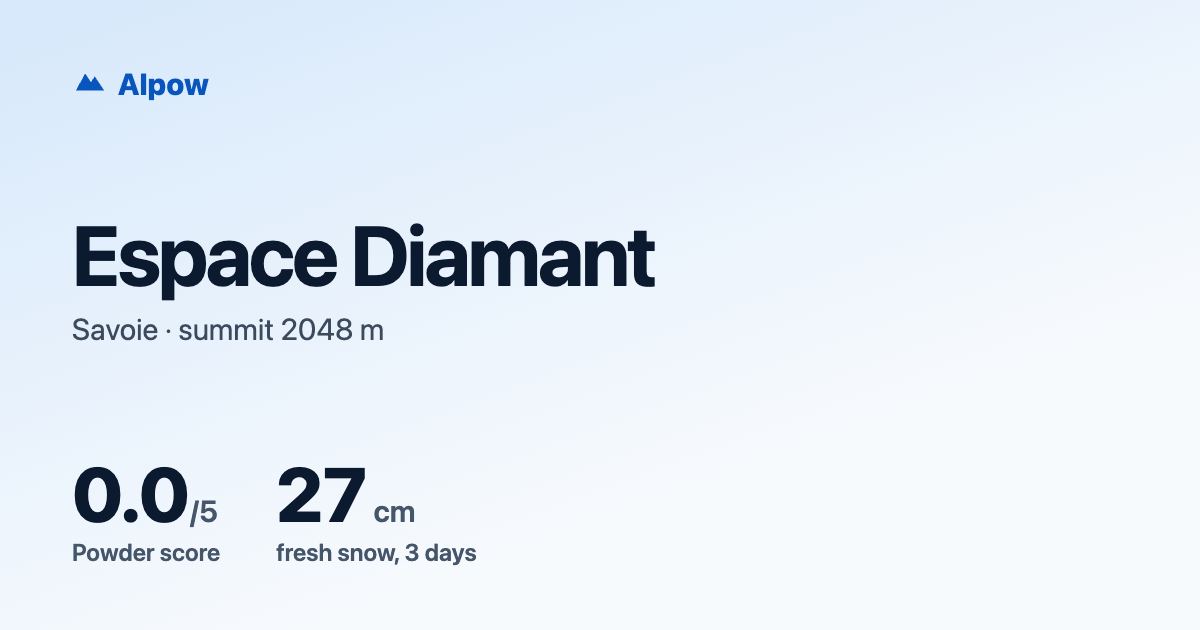 Alpow
Espace Diamant
Savoie · summit 2048 m
0.0/5 27 cm
Powder score fresh snow, 3 days